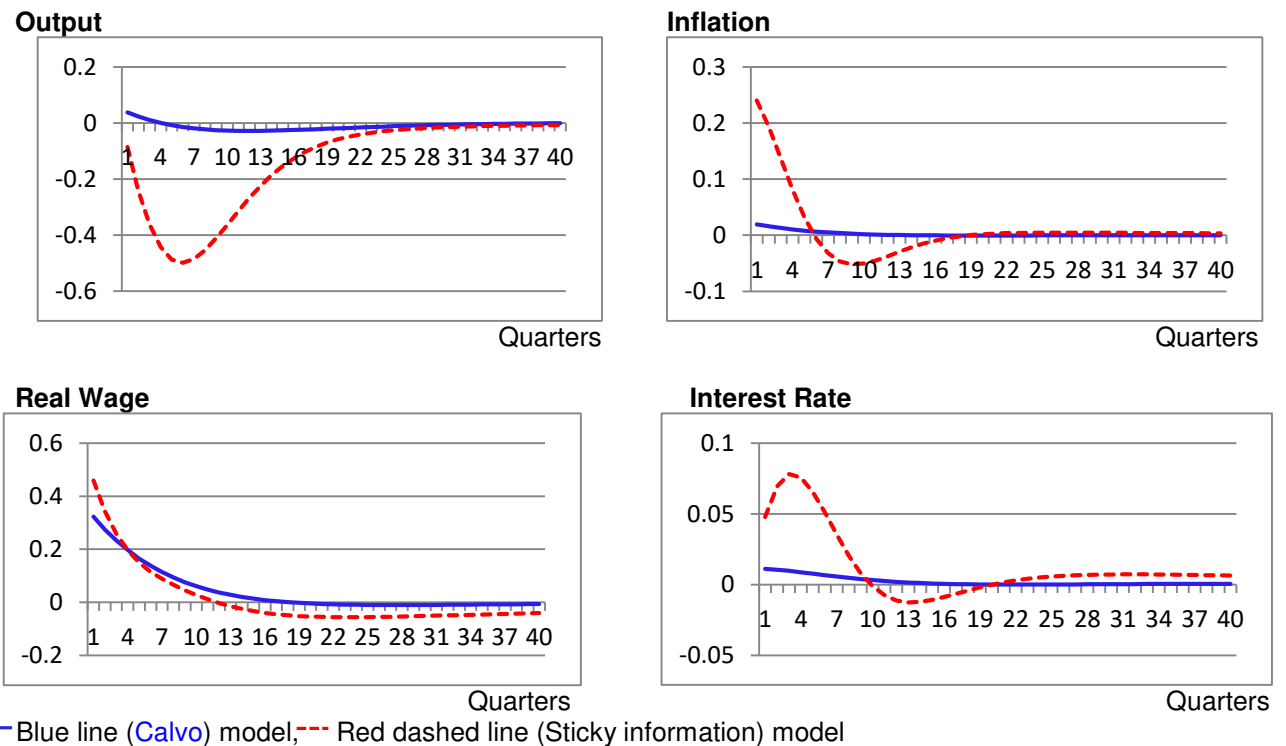 Output
0.2
0
-0.2
-0.4
-0.6
1 4 7 10 13 16 19 22 25 28 31 34 37 40
Quarters
Inflation
0.3
0.2
0.1
0
-0.1
1 4 7 10 13 16 19 22 25 28 31 34 37 40
Quarters
Real Wage
0.6
0.4
0.2
0
-0.2
1 4 7 10 13 16 19 22 25 28 31 34 37 40
Quarters
Interest Rate
0.1
0.05
0
-0.05
1 4 7 10 13 16 19 22 25 28 31 34 37 40
Quarters
Blue line (Calvo) model, Red dashed line (Sticky information) model